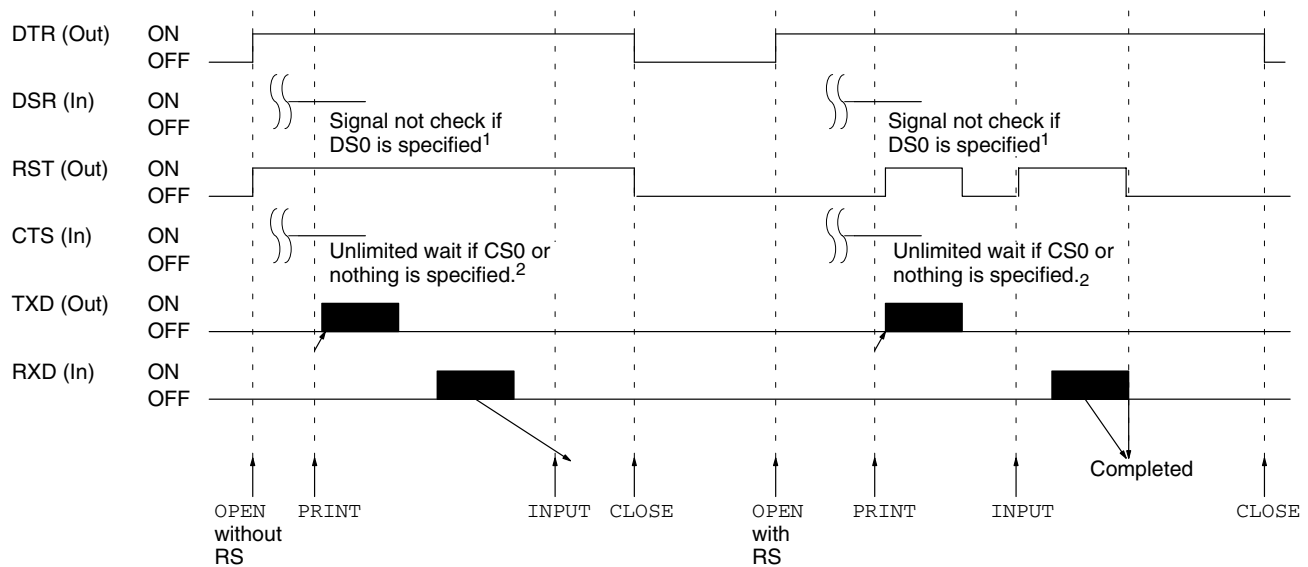 DTR (Out) ON
OFF
DSR (In) ON
OFF
Signal not check if
DS0 is specified1
Signal not check if
DS0 is specified1
RST (Out) ON
OFF
CTS (In) ON
OFF
Unlimited wait if CS0 or
nothing is specified.2
Unlimited wait if CS0 or
nothing is specified.2
TXD (Out) ON
OFF
RXD (In) ON
OFF
Completed
OPEN
without
RS
PRINT
INPUT
CLOSE
OPEN
with
RS
PRINT
INPUT
CLOSE